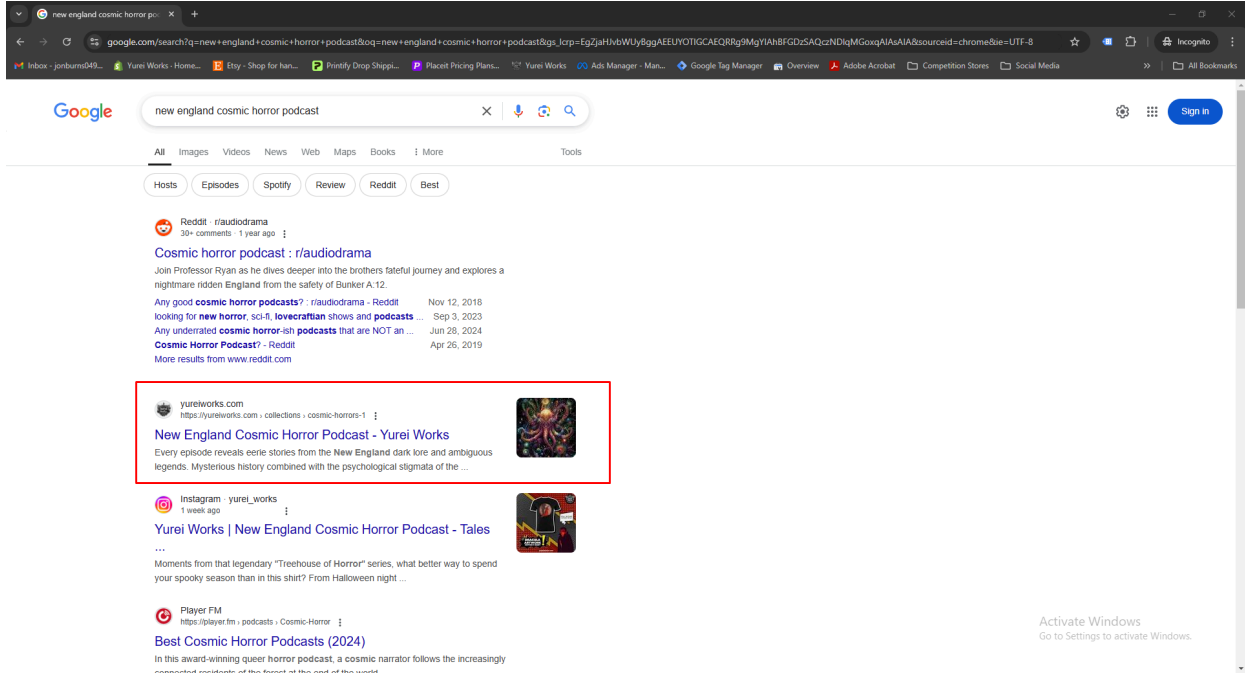 new england cosmic horror poc
google.com/search?q=new+england+cosmic+horror+podcast&oq=new+england+cosmic+horror+podcast&gs_lcrp=EgZjaHJvbWUyBggAEEUYOTIGCAEQRRg9MgYIAhBFGDzSAQczNDlqMGoxqAIAsAIA&sourceid=chrome&ie=UTF-8
Incognito
Inbox - jonburns049... Yurei Works - Home... Etsy - Shop for han... Printify Drop Shippi... Placeit Pricing Plans... Yurei Works Ads Manager - Man... Google Tag Manager Overview Adobe Acrobat Competition Stores Social Media » All Bookmarks
Google
new england cosmic horror podcast
Sign in
All Images Videos News Web Maps Books More Tools
Hosts Episodes Spotify Review Reddit Best
Reddit · r/audiodrama
30+ comments · 1 year ago
Cosmic horror podcast : r/audiodrama
Join Professor Ryan as he dives deeper into the brothers fateful journey and explores a
nightmare ridden England from the safety of Bunker A:12.
Any good cosmic horror podcasts? : r/audiodrama - Reddit Nov 12, 2018
looking for new horror, sci-fi, lovecraftian shows and podcasts ... Sep 3, 2023
Any underrated cosmic horror-ish podcasts that are NOT an ... Jun 28, 2024
Cosmic Horror Podcast? - Reddit Apr 26, 2019
More results from www.reddit.com
yureiworks.com
https://yureiworks.com › collections › cosmic-horrors-1
New England Cosmic Horror Podcast - Yurei Works
Every episode reveals eerie stories from the New England dark lore and ambiguous
legends. Mysterious history combined with the psychological stigmata of the ...
Instagram · yurei_works
1 week ago
Yurei Works | New England Cosmic Horror Podcast - Tales
...
Moments from that legendary "Treehouse of Horror" series, what better way to spend
your spooky season than in this shirt? From Halloween night ...
Player FM
https://player.fm › podcasts › Cosmic-Horror
Best Cosmic Horror Podcasts (2024)
In this award-winning queer horror podcast, a cosmic narrator follows the increasingly
connected residents of the forest at the end of the world
Activate Windows
Go to Settings to activate Windows.